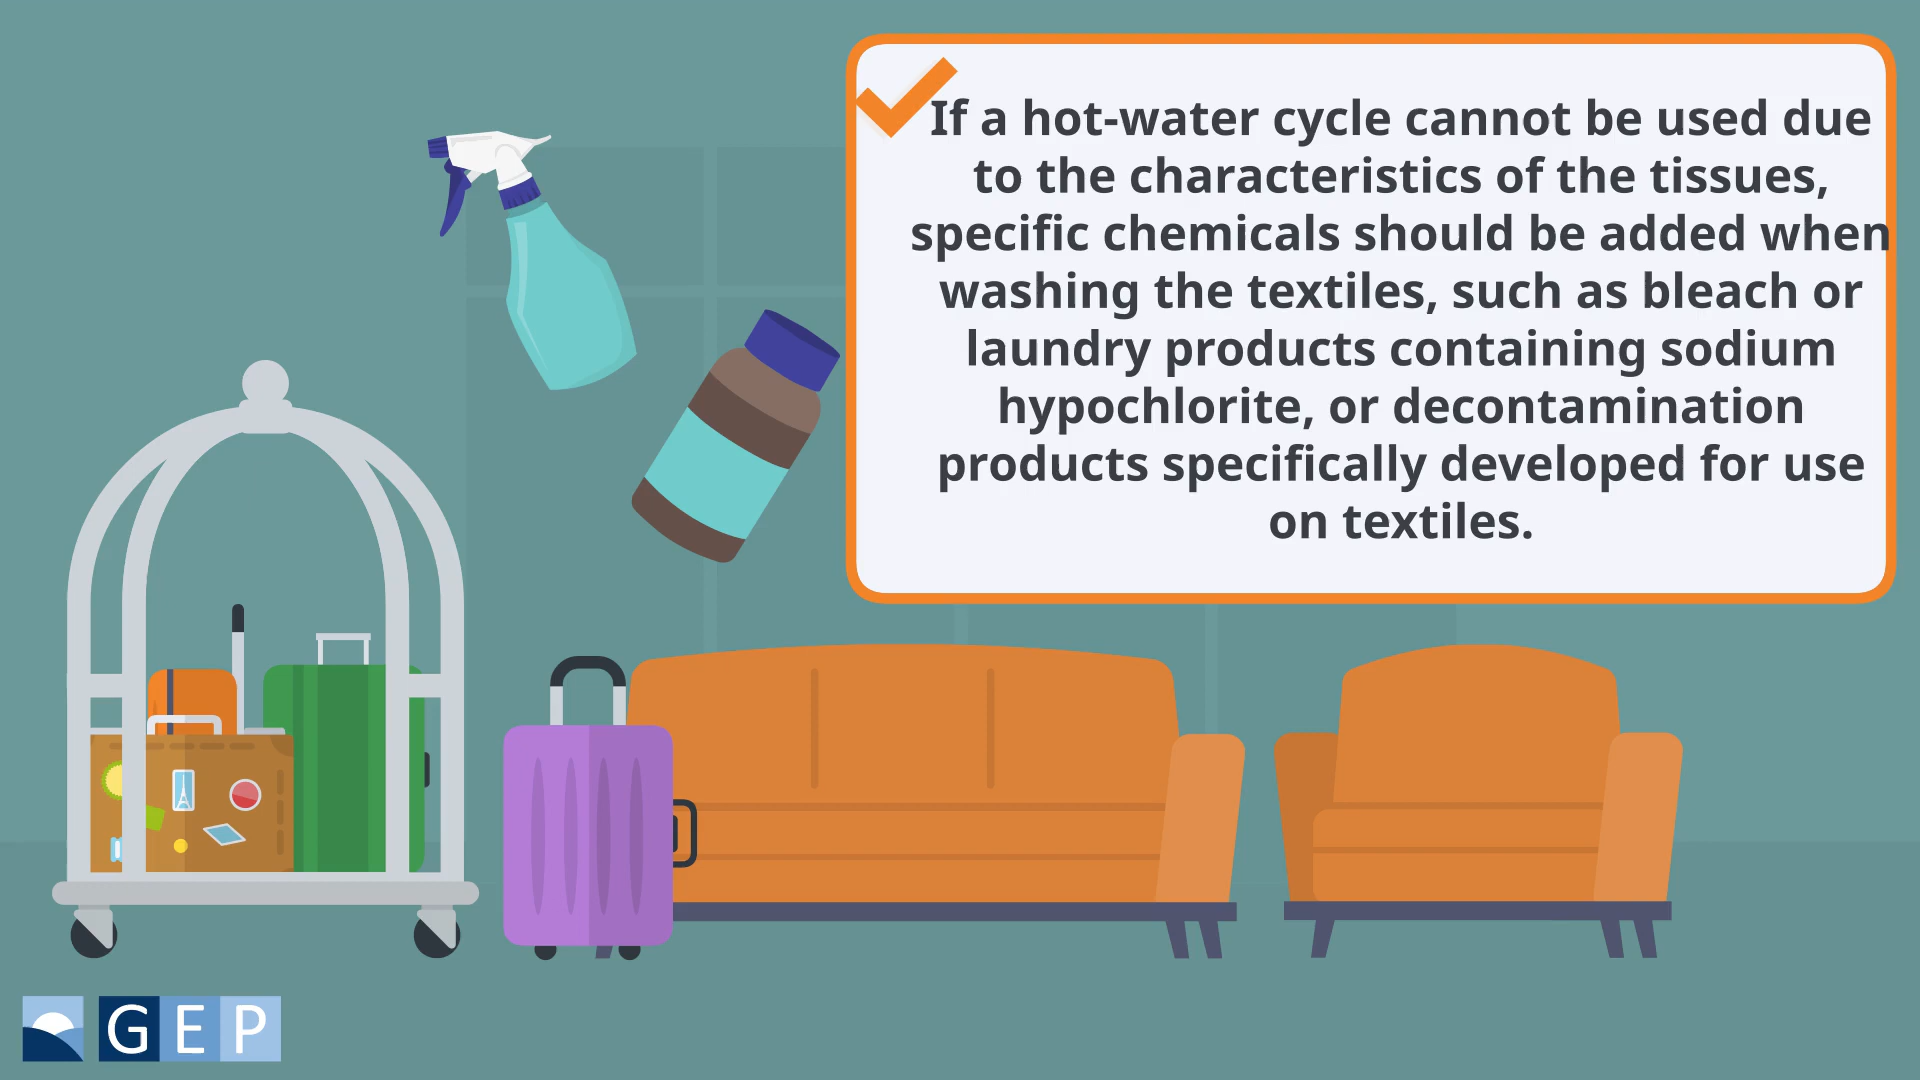 If a hot-water cycle cannot be used due
to the characteristics of the tissues,
specific chemicals should be added when
washing the textiles, such as bleach or
laundry products containing sodium
hypochlorite, or decontamination
products specifically developed for use
on textiles.
GEP